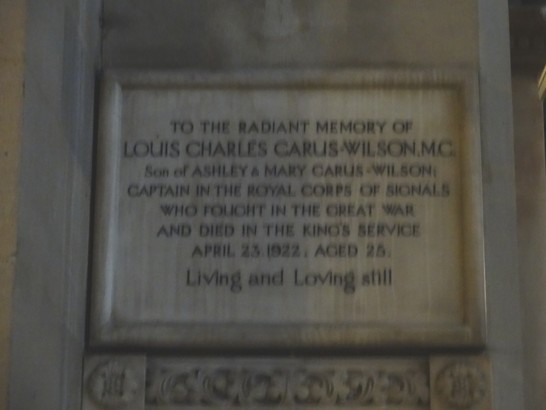 TO THE RADIANT MEMORY OF
LOUIS CHARLES CARUS-WILSON, M.C.
Son of ASHLEY & MARY CARUS-WILSON;
CAPTAIN IN THE ROYAL CORPS OF SIGNALS
WHO FOUGHT IN THE GREAT WAR
AND DIED IN THE KING'S SERVICE
APRIL 23. 1922, AGED 25.
Living and Loving still